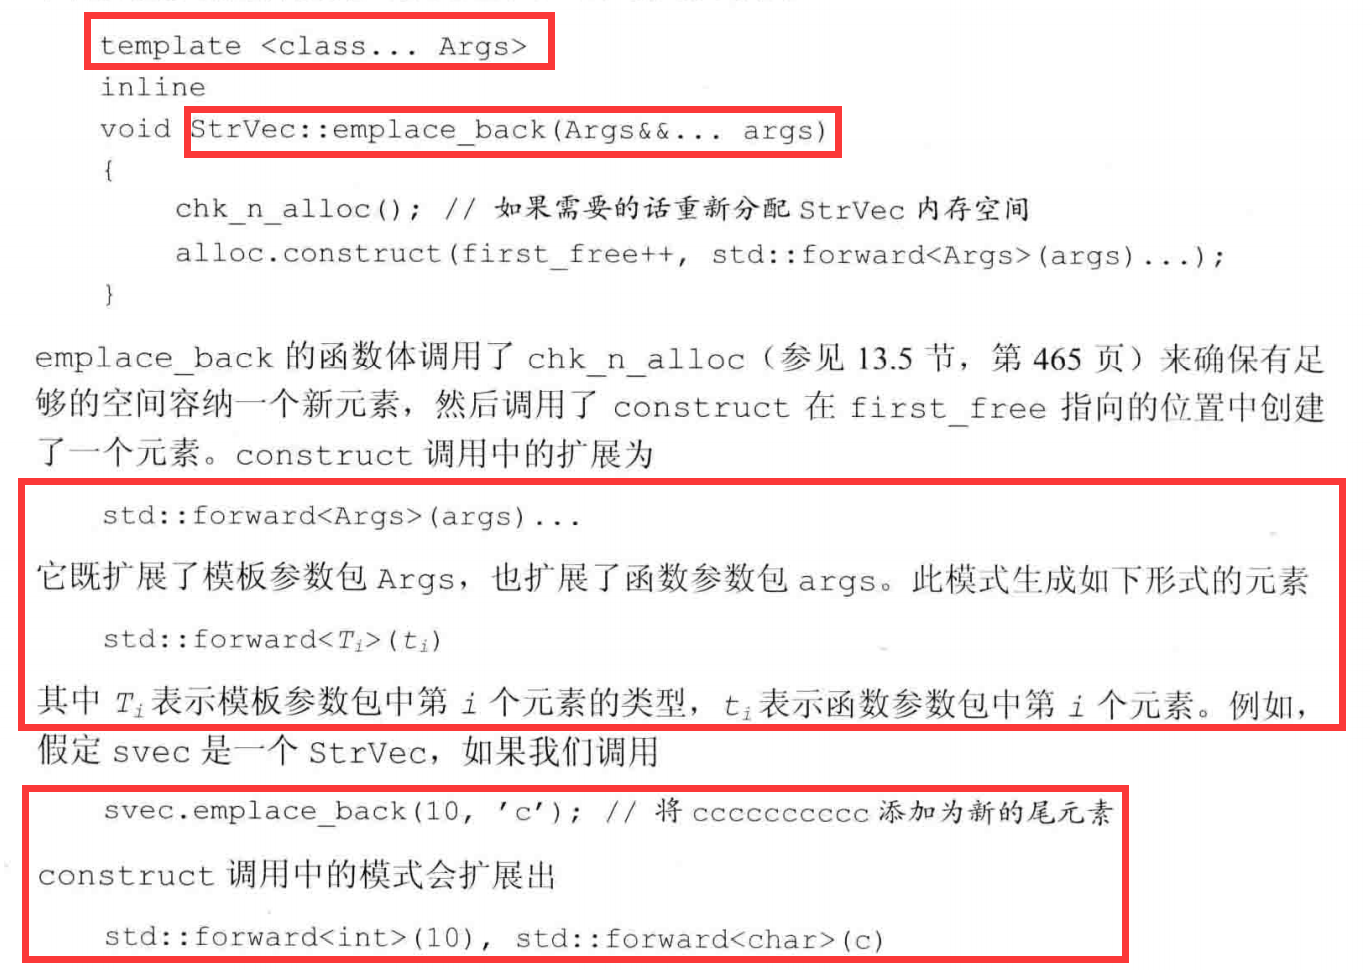 template <class... Args>
inline
void StrVec::emplace_back(Args&&... args)
{
chk_n_alloc(); // 如果需要的话重新分配 StrVec 内存空间
alloc.construct(first_free++, std::forward<Args>(args)...);
}
emplace_back 的函数体调用了 chk_n_alloc（参见 13.5 节，第 465 页）来确保有足
够的空间容纳一个新元素，然后调用了 construct 在 first_free 指向的位置中创建
了一个元素。construct 调用中的扩展为
std::forward<Args>(args)...
它既扩展了模板参数包 Args，也扩展了函数参数包 args。此模式生成如下形式的元素
std::forward<Ti>(ti)
其中 Ti 表示模板参数包中第 i 个元素的类型，ti 表示函数参数包中第 i 个元素。例如，
假定 svec 是一个 StrVec，如果我们调用
svec.emplace_back(10, 'c'); // 将 cccccccccc 添加为新的尾元素
construct 调用中的模式会扩展出
std::forward<int>(10), std::forward<char>(c)